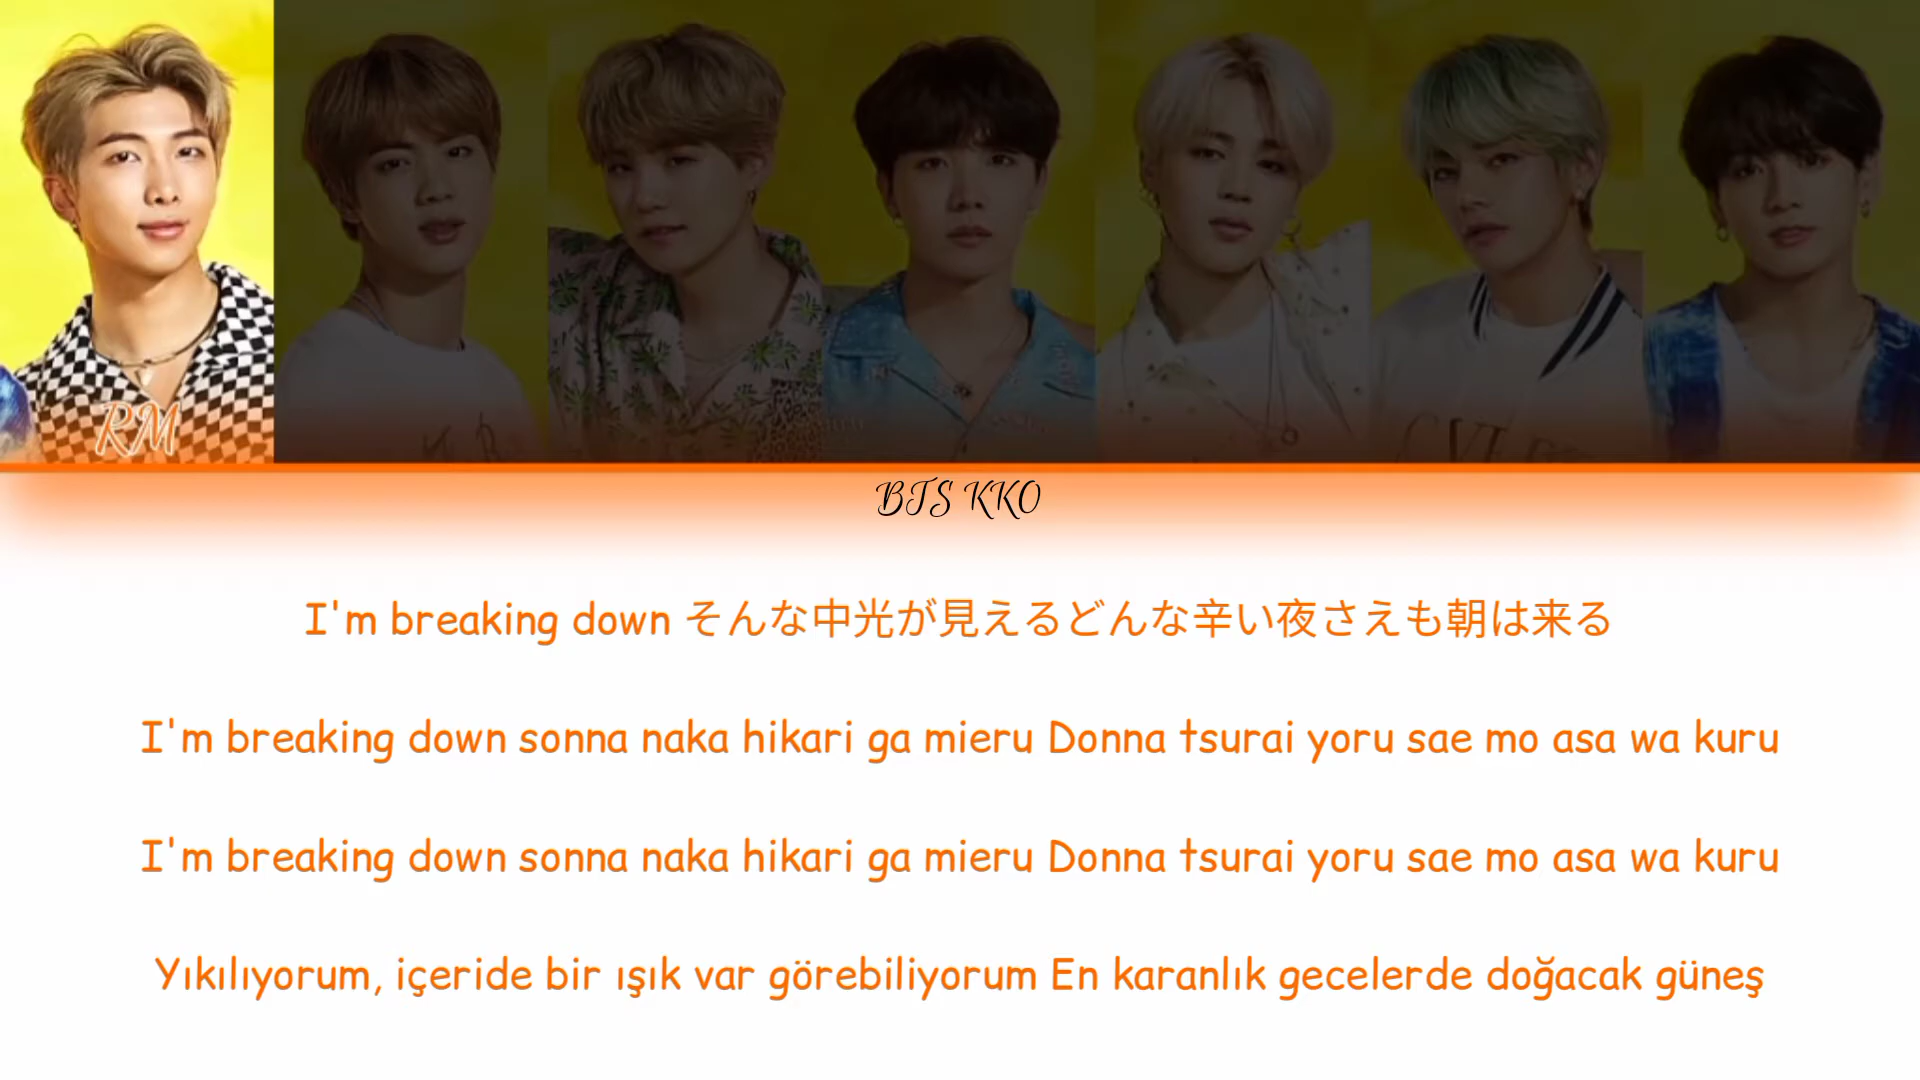 RM
BTS KKO
I'm breaking down そんな中光が見えるどんな辛い夜さえも朝は来る
I'm breaking down sonna naka hikari ga mieru Donna tsurai yoru sae mo asa wa kuru
I'm breaking down sonna naka hikari ga mieru Donna tsurai yoru sae mo asa wa kuru
Yıkılıyorum, içeride bir ışık var görebiliyorum En karanlık gecelerde doğacak güneş